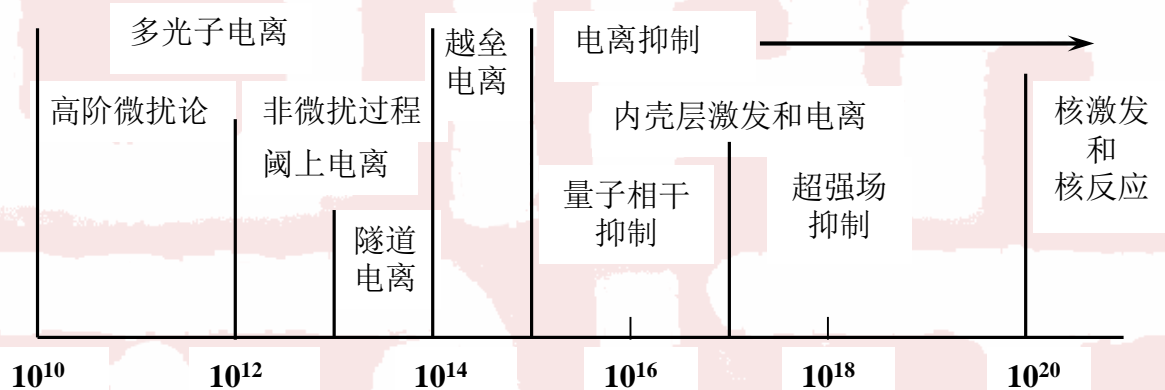 多光子电离
越垒
电离
电离抑制
高阶微扰论
非微扰过程
阈上电离
隧道
电离
内壳层激发和电离
量子相干
抑制
超强场
抑制
核激发
和
核反应
10¹⁰
10¹²
10¹⁴
10¹⁶
10¹⁸
10²⁰